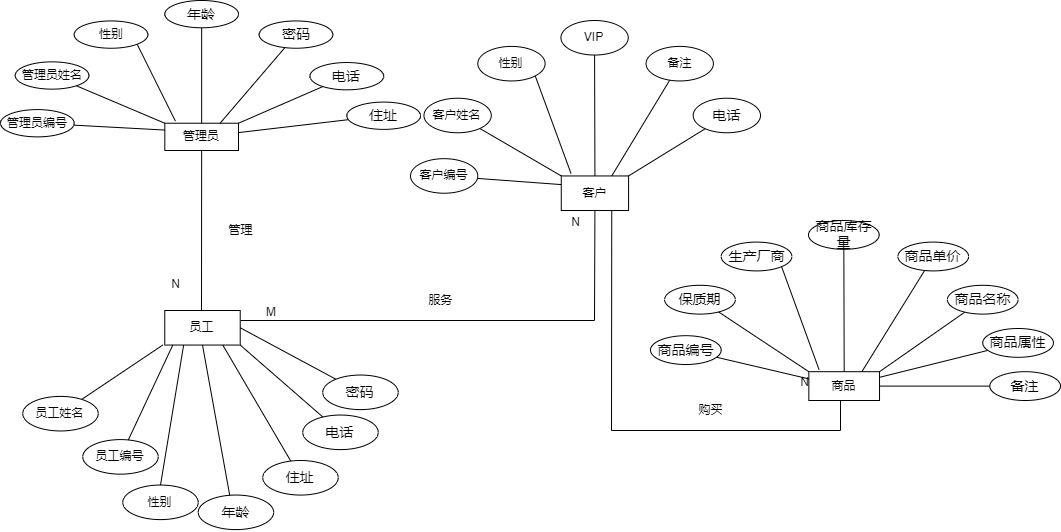 年龄
性别
密码
管理员姓名
电话
管理员编号
住址
管理员
VIP
性别
备注
客户姓名
电话
客户编号
客户
N
管理
N
M
服务
员工
商品库存
量
生产厂商
商品单价
保质期
商品名称
商品编号
商品属性
N
商品
备注
购买
密码
员工姓名
电话
员工编号
住址
性别
年龄